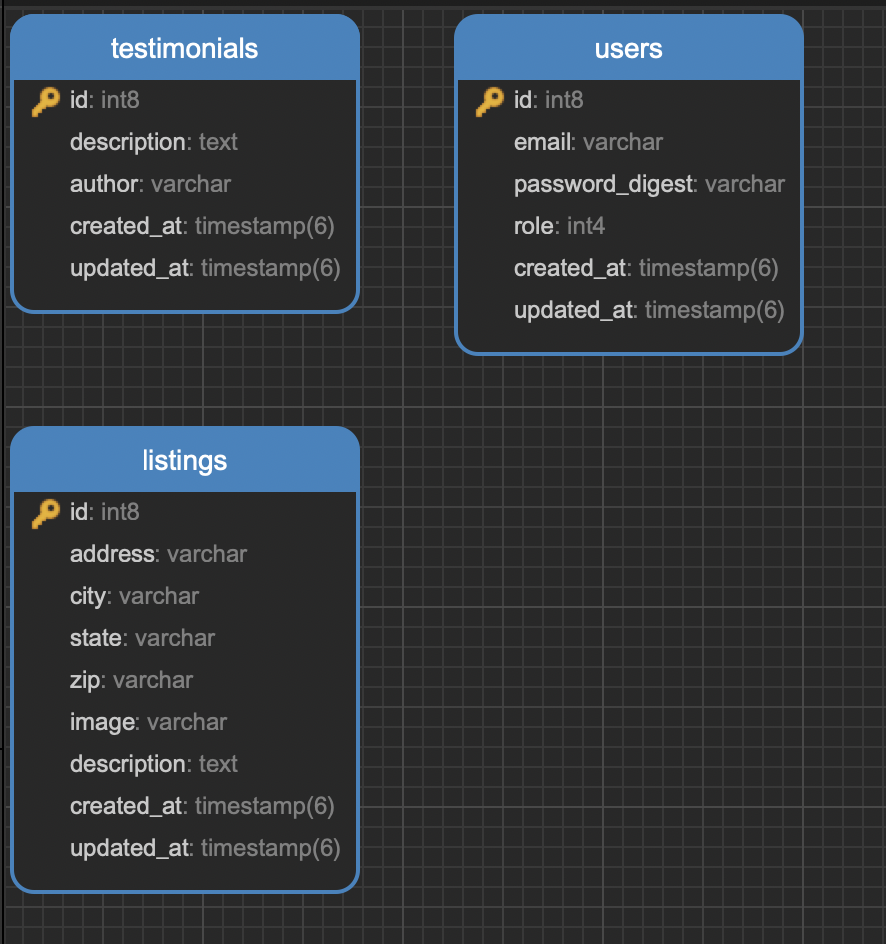 testimonials
id: int8
description: text
author: varchar
created_at: timestamp(6)
updated_at: timestamp(6)
users
id: int8
email: varchar
password_digest: varchar
role: int4
created_at: timestamp(6)
updated_at: timestamp(6)
listings
id: int8
address: varchar
city: varchar
state: varchar
zip: varchar
image: varchar
description: text
created_at: timestamp(6)
updated_at: timestamp(6)